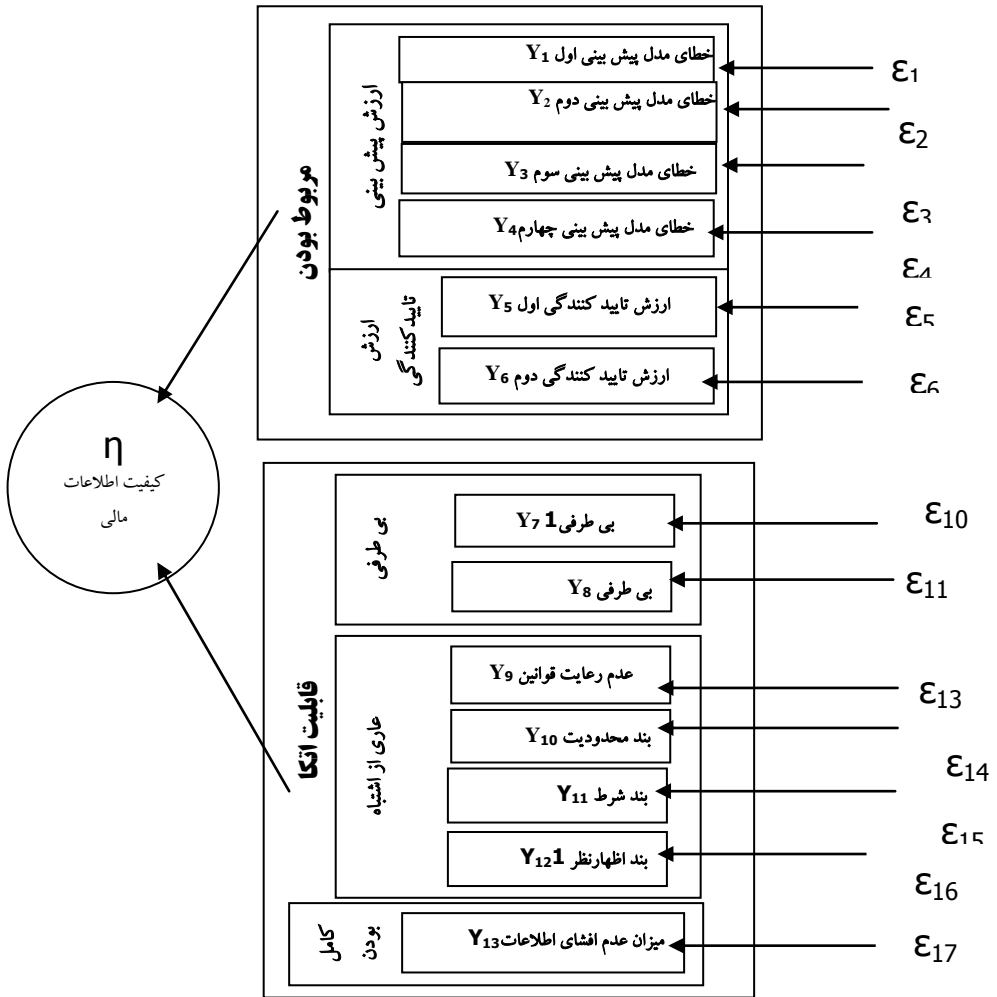 خطای مدل پیش بینی اول Y₁
ε₁
خطای مدل پیش بینی دوم Y₂
ε₂
خطای مدل پیش بینی سوم Y₃
ε₃
خطای مدل پیش بینی چهارم Y₄
ε₄
ارزش پیش بینی
مربوط بودن
ارزش تایید کنندگی اول Y₅
ε₅
ارزش تایید کنندگی دوم Y₆
ε₆
ارزش
تایید کنندگی
η
کیفیت اطلاعات
مالی
بی طرفی1 Y₇
ε₁₀
بی طرفی Y₈
ε₁₁
بی طرفی
قابلیت اتکا
عدم رعایت قوانین Y₉
ε₁₃
بند محدودیت Y₁₀
ε₁₄
بند شرط Y₁₁
ε₁₅
بند اظهارنظر Y₁₂1
ε₁₆
عاری از اشتباه
میزان عدم افشای اطلاعات Y₁₃
ε₁₇
کامل
بودن